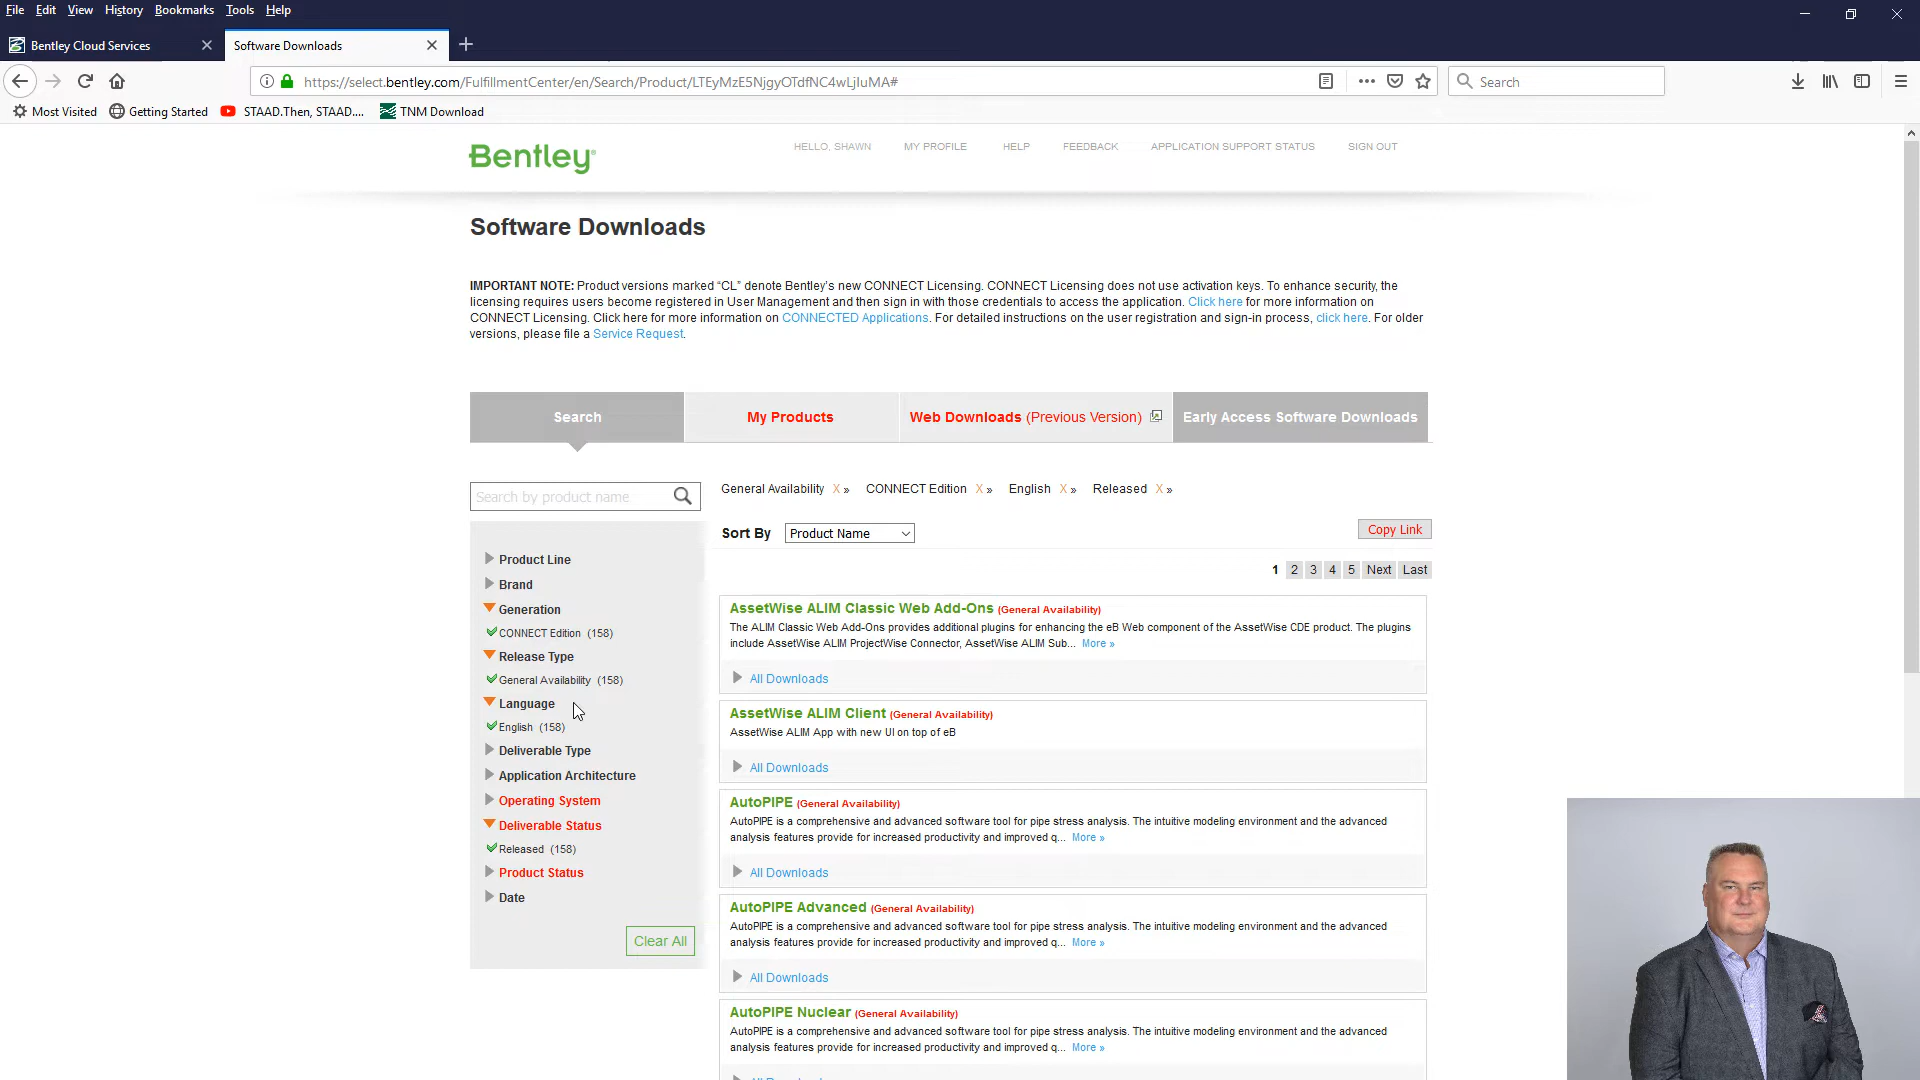 File Edit View History Bookmarks Tools Help
Bentley Cloud Services
Software Downloads
https://select.bentley.com/FulfillmentCenter/en/Search/Product/LTEyMzE5NjgyOTdfNC4wLjIuMA#
Search
Most Visited
Getting Started
STAAD.Then, STAAD....
TNM Download
Bentley
HELLO, SHAWN
MY PROFILE
HELP
FEEDBACK
APPLICATION SUPPORT STATUS
SIGN OUT
Software Downloads
IMPORTANT NOTE: Product versions marked “CL” denote Bentley's new CONNECT Licensing. CONNECT Licensing does not use activation keys. To enhance security, the
licensing requires users become registered in User Management and then sign in with those credentials to access the application. Click here for more information on
CONNECT Licensing. Click here for more information on CONNECTED Applications. For detailed instructions on the user registration and sign-in process, click here. For older
versions, please file a Service Request.
Search
My Products
Web Downloads (Previous Version)
Early Access Software Downloads
Search by product name
General Availability X » CONNECT Edition X » English X » Released X »
Sort By Product Name
Copy Link
1 2 3 4 5 Next Last
Product Line
Brand
Generation
CONNECT Edition (158)
Release Type
General Availability (158)
Language
English (158)
Deliverable Type
Application Architecture
Operating System
Deliverable Status
Released (158)
Product Status
Date
Clear All
AssetWise ALIM Classic Web Add-Ons (General Availability)
The ALIM Classic Web Add-Ons provides additional plugins for enhancing the eB Web component of the AssetWise CDE product. The plugins
include AssetWise ALIM ProjectWise Connector, AssetWise ALIM Sub... More »
All Downloads
AssetWise ALIM Client (General Availability)
AssetWise ALIM App with new UI on top of eB
All Downloads
AutoPIPE (General Availability)
AutoPIPE is a comprehensive and advanced software tool for pipe stress analysis. The intuitive modeling environment and the advanced
analysis features provide for increased productivity and improved q... More »
All Downloads
AutoPIPE Advanced (General Availability)
AutoPIPE is a comprehensive and advanced software tool for pipe stress analysis. The intuitive modeling environment and the advanced
analysis features provide for increased productivity and improved q... More »
All Downloads
AutoPIPE Nuclear (General Availability)
AutoPIPE is a comprehensive and advanced software tool for pipe stress analysis. The intuitive modeling environment and the advanced
analysis features provide for increased productivity and improved q... More »